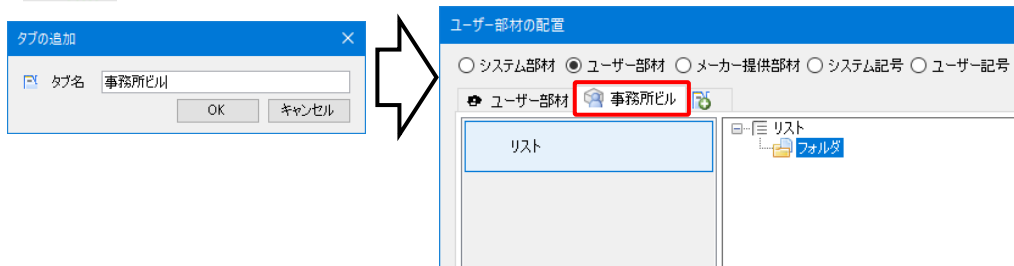 タブの追加
タブ名 事務所ビル
OK キャンセル
ユーザー部材の配置
システム部材 ユーザー部材 メーカー提供部材 システム記号 ユーザー記号
ユーザー部材 事務所ビル
リスト
リスト
フォルダ